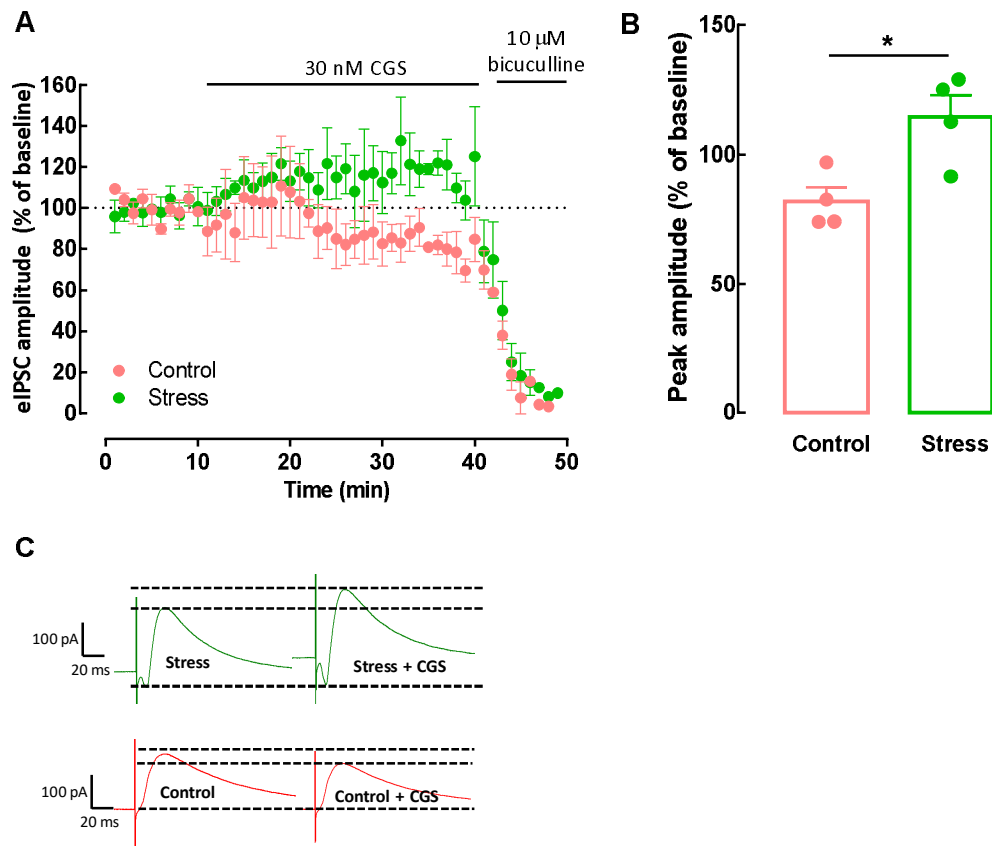 A
10 μM
bicuculline
30 nM CGS
eIPSC amplitude (% of baseline)
160
140
120
100
80
60
40
20
0
Control
Stress
0 10 20 30 40 50
Time (min)
B
*
Peak amplitude (% of baseline)
150
100
50
0
Control Stress
C
100 pA
20 ms
Stress
Stress + CGS
100 pA
20 ms
Control
Control + CGS